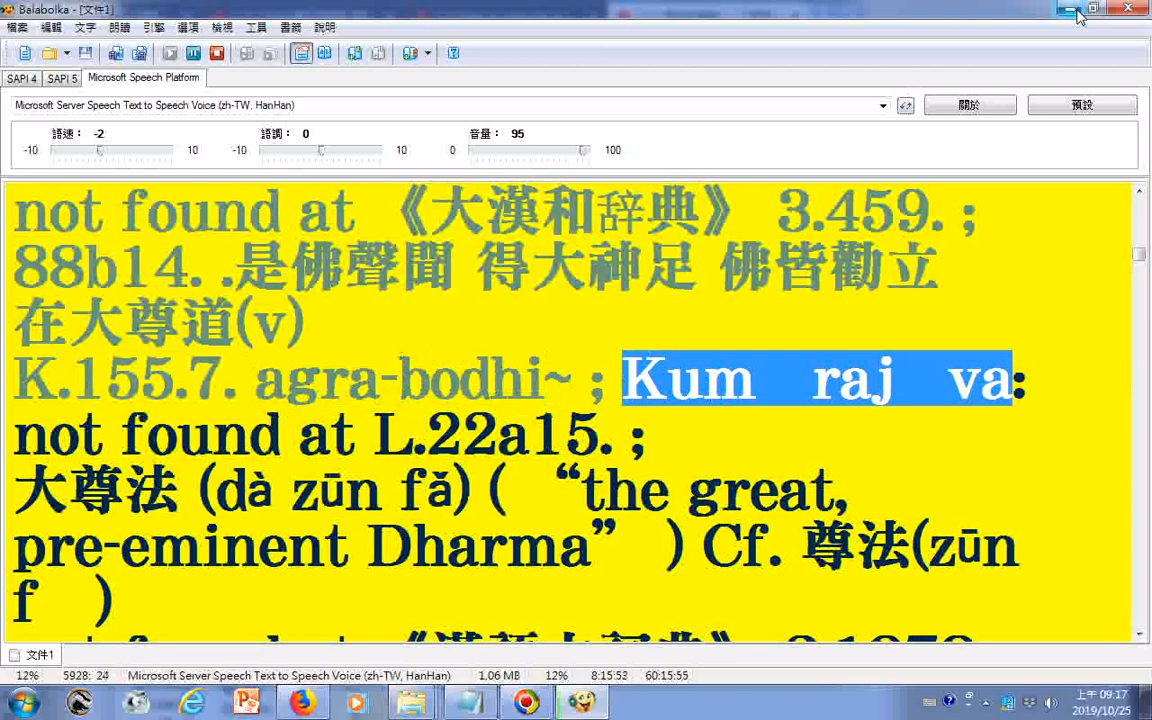 Balabolka - [文件1]
檔案 編輯 文字 朗讀 引擎 選項 檢視 工具 書籤 說明
SAPI 4 SAPI 5 Microsoft Speech Platform
Microsoft Server Speech Text to Speech Voice (zh-TW, HanHan) 關於 預設
語速： -2 語調： 0 音量： 95
-10 10 -10 10 0 100
not found at 《大漢和辞典》 3.459. ;
88b14. .是佛聲聞 得大神足 佛皆勸立
在大尊道(v)
K.155.7. agra-bodhi~ ; Kum raj va:
not found at L.22a15. ;
大尊法 (dà zūn fǎ) ( “the great,
pre-eminent Dharma” ) Cf. 尊法(zūn
f )
文件1
12% 5928: 24 Microsoft Server Speech Text to Speech Voice (zh-TW, HanHan) 1.06 MB 12% 8:15:53 60:15:55
上午 09:17
2019/10/25